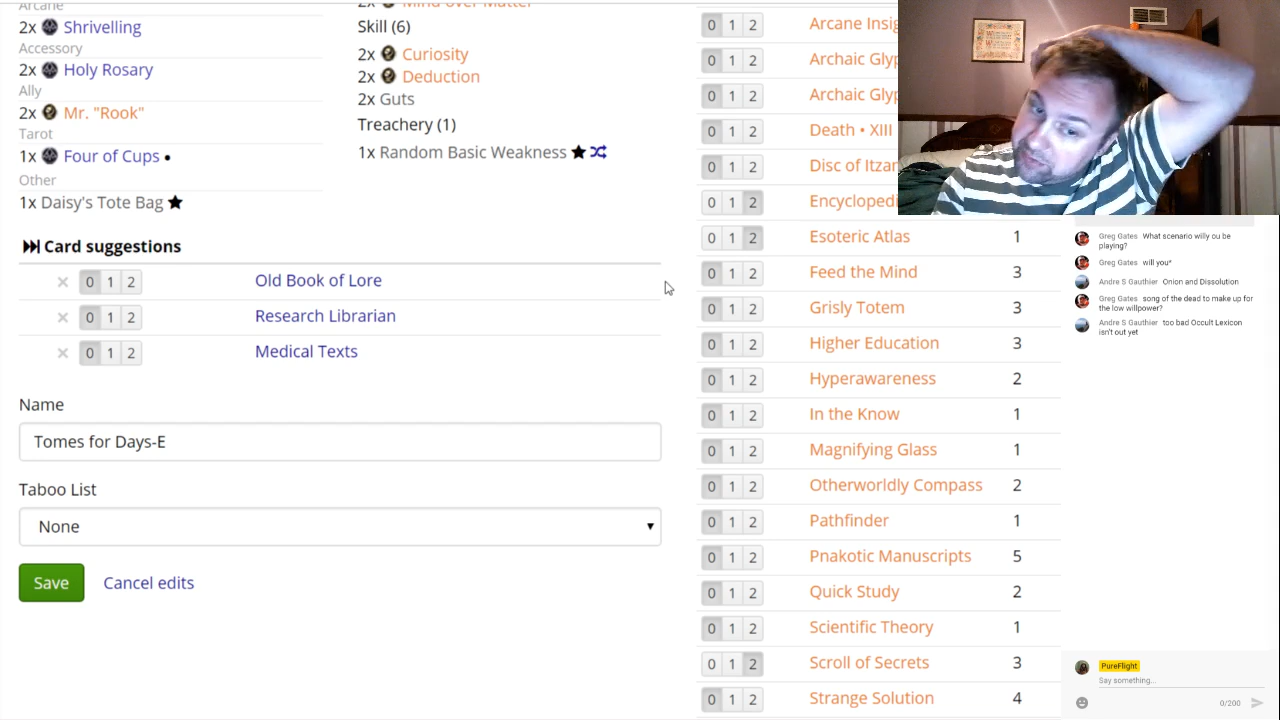 Arcane
2x Shrivelling
Accessory
2x Holy Rosary
Ally
2x Mr. "Rook"
Tarot
1x Four of Cups •
Other
1x Daisy's Tote Bag ★
2x Mind over Matter
Skill (6)
2x Curiosity
2x Deduction
2x Guts
Treachery (1)
1x Random Basic Weakness ★
Card suggestions
× 0 1 2 Old Book of Lore
× 0 1 2 Research Librarian
× 0 1 2 Medical Texts
Name
Tomes for Days-E
Taboo List
None
Save Cancel edits
0 1 2 Arcane Insig
0 1 2 Archaic Glyp
0 1 2 Archaic Glyp
0 1 2 Death • XIII
0 1 2 Disc of Itzar
0 1 2 Encyclopedi
0 1 2 Esoteric Atlas 1
0 1 2 Feed the Mind 3
0 1 2 Grisly Totem 3
0 1 2 Higher Education 3
0 1 2 Hyperawareness 2
0 1 2 In the Know 1
0 1 2 Magnifying Glass 1
0 1 2 Otherworldly Compass 2
0 1 2 Pathfinder 1
0 1 2 Pnakotic Manuscripts 5
0 1 2 Quick Study 2
0 1 2 Scientific Theory 1
0 1 2 Scroll of Secrets 3
0 1 2 Strange Solution 4
Greg Gates What scenario willy ou be
playing?
Greg Gates will you*
Andre S Gauthier Onion and Dissolution
Greg Gates song of the dead to make up for
the low willpower?
Andre S Gauthier too bad Occult Lexicon
isn't out yet
PureFlight
Say something...
0/200